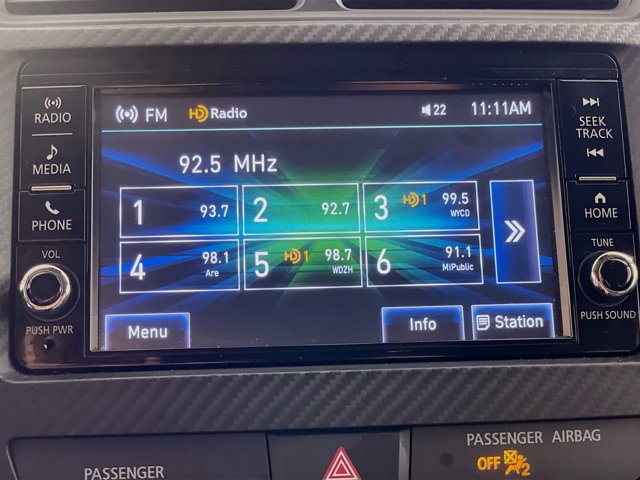 RADIO
MEDIA
PHONE
VOL
PUSH PWR
FM HD Radio 22 11:11AM
92.5 MHz
1 93.7
2 92.7
3 HD1 99.5
WYCD
4 98.1
Are
5 HD1 98.7
WDZH
6 91.1
MiPublic
Menu
Info
Station
SEEK
TRACK
HOME
TUNE
PUSH SOUND
PASSENGER
PASSENGER AIRBAG
OFF 2